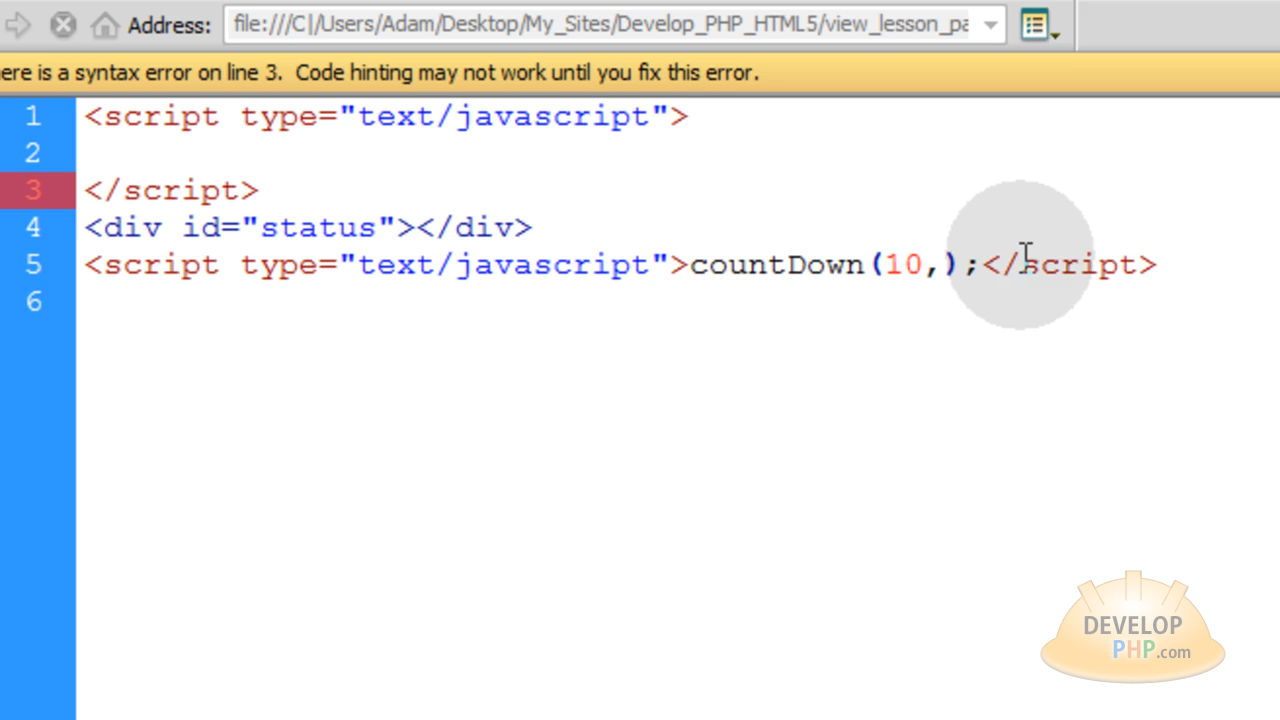 Address: file:///C|/Users/Adam/Desktop/My_Sites/Develop_PHP_HTML5/view_lesson_pa
ere is a syntax error on line 3. Code hinting may not work until you fix this error.
1 <script type="text/javascript">
2
3 </script>
4 <div id="status"></div>
5 <script type="text/javascript">countDown(10,);</script>
6
DEVELOP
PHP.com